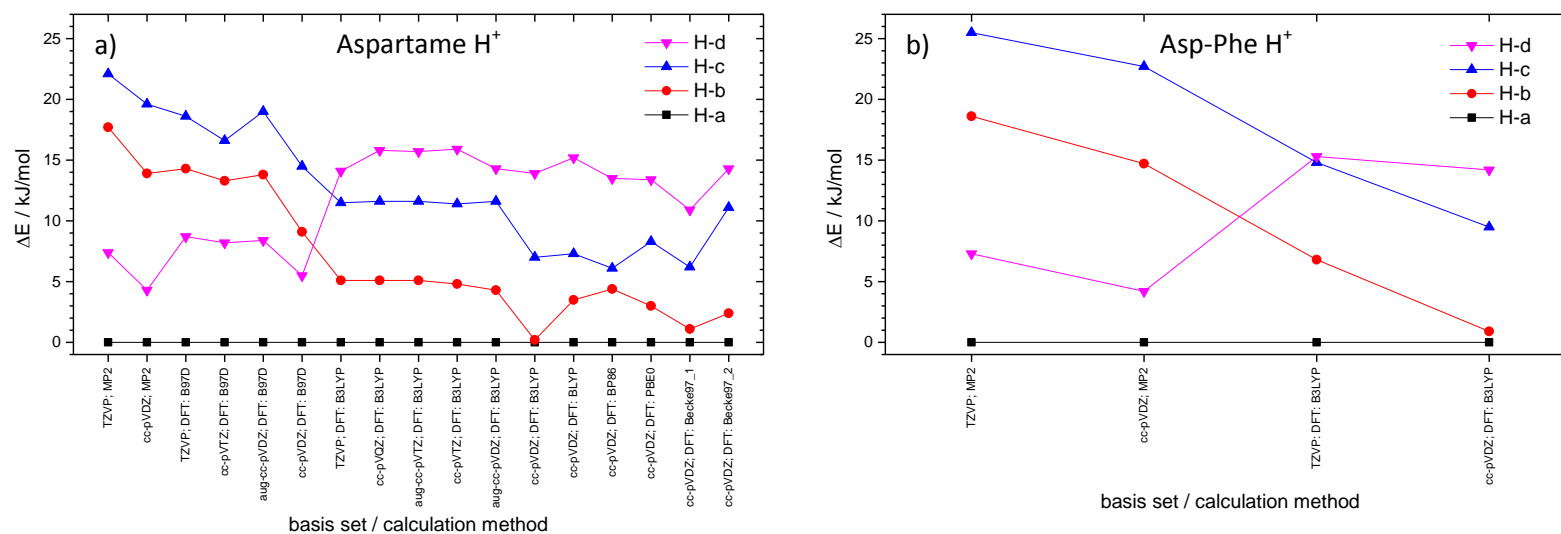 a)
Aspartame H⁺
H-d
H-c
H-b
H-a
25
20
15
10
5
0
ΔE / kJ/mol
TZVP; MP2
cc-pVDZ; MP2
TZVP; DFT: B97D
cc-pVTZ; DFT: B97D
aug-cc-pVDZ; DFT: B97D
cc-pVDZ; DFT: B97D
TZVP; DFT: B3LYP
cc-pVQZ; DFT: B3LYP
aug-cc-pVTZ; DFT: B3LYP
cc-pVTZ; DFT: B3LYP
aug-cc-pVDZ; DFT: B3LYP
cc-pVDZ; DFT: B3LYP
cc-pVDZ; DFT: BLYP
cc-pVDZ; DFT: BP86
cc-pVDZ; DFT: PBE0
cc-pVDZ; DFT: Becke97_1
cc-pVDZ; DFT: Becke97_2
basis set / calculation method
b)
Asp-Phe H⁺
H-d
H-c
H-b
H-a
25
20
15
10
5
0
ΔE / kJ/mol
TZVP; MP2
cc-pVDZ; MP2
TZVP; DFT: B3LYP
cc-pVDZ; DFT: B3LYP
basis set / calculation method